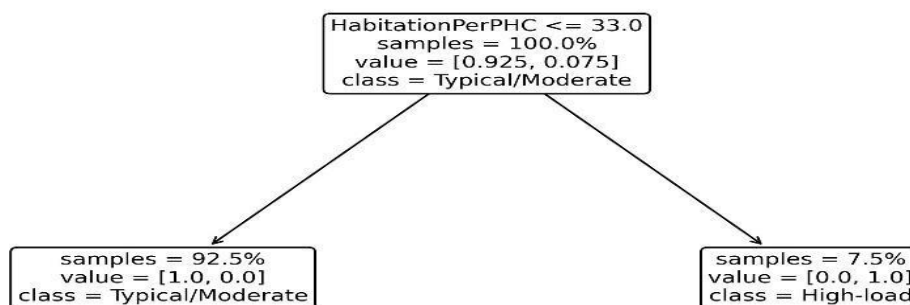 HabitationPerPHC <= 33.0
samples = 100.0%
value = [0.925, 0.075]
class = Typical/Moderate
samples = 92.5%
value = [1.0, 0.0]
class = Typical/Moderate
samples = 7.5%
value = [0.0, 1.0]
class = High-load